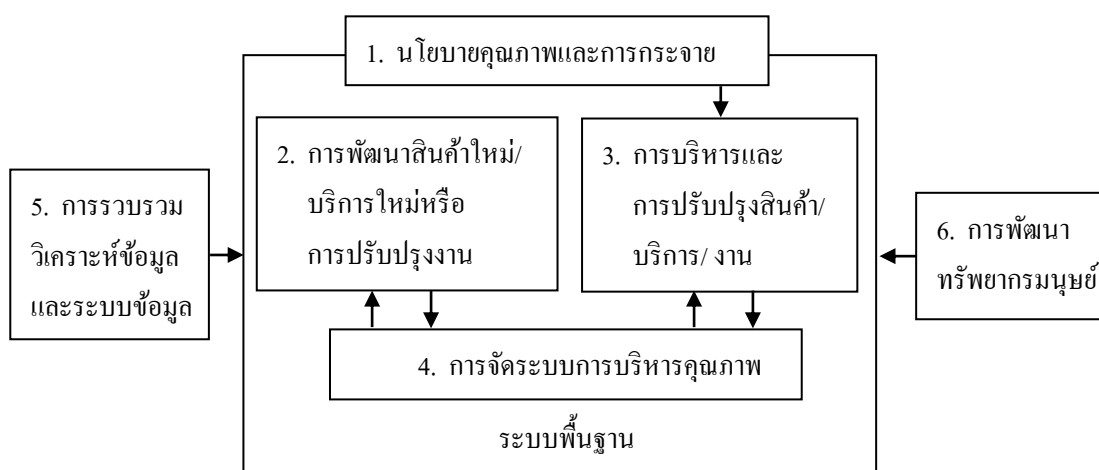 1. นโยบายคุณภาพและการกระจาย
2. การพัฒนาสินค้าใหม่/
บริการใหม่หรือ
การปรับปรุงงาน
3. การบริหารและ
การปรับปรุงสินค้า/
บริการ/ งาน
5. การรวบรวม
วิเคราะห์ข้อมูล
และระบบข้อมูล
6. การพัฒนา
ทรัพยากรมนุษย์
4. การจัดระบบการบริหารคุณภาพ
ระบบพื้นฐาน